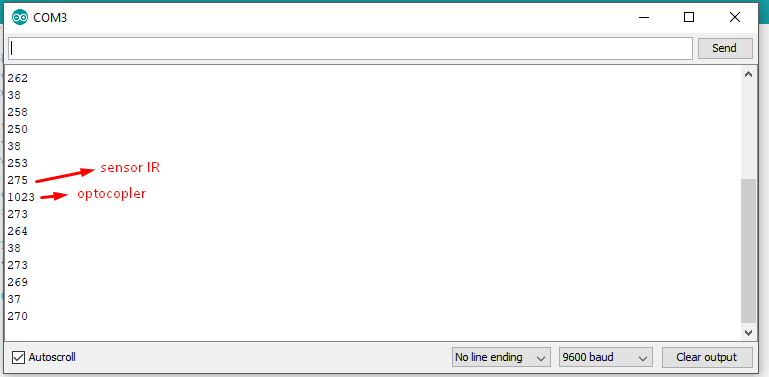 COM3
Send
262
38
258
250
38
253
sensor IR
275
1023 optocopler
273
264
38
273
269
37
270
Autoscroll No line ending 9600 baud Clear output